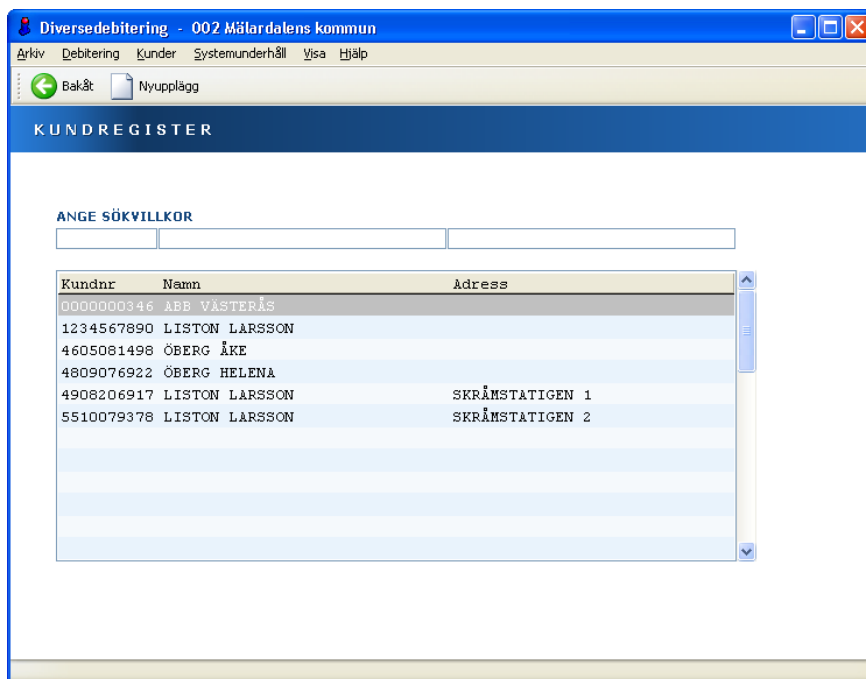 Diversedebitering - 002 Mälardalens kommun
Arkiv Debitering Kunder Systemunderhåll Visa Hjälp
Bakåt Nyupplägg
KUNDREGISTER
ANGE SÖKVILLKOR
Kundnr Namn Adress
0000000346 ABB VÄSTERÅS
1234567890 LISTON LARSSON
4605081498 ÖBERG ÅKE
4809076922 ÖBERG HELENA
4908206917 LISTON LARSSON SKRÅMSTATIGEN 1
5510079378 LISTON LARSSON SKRÅMSTATIGEN 2